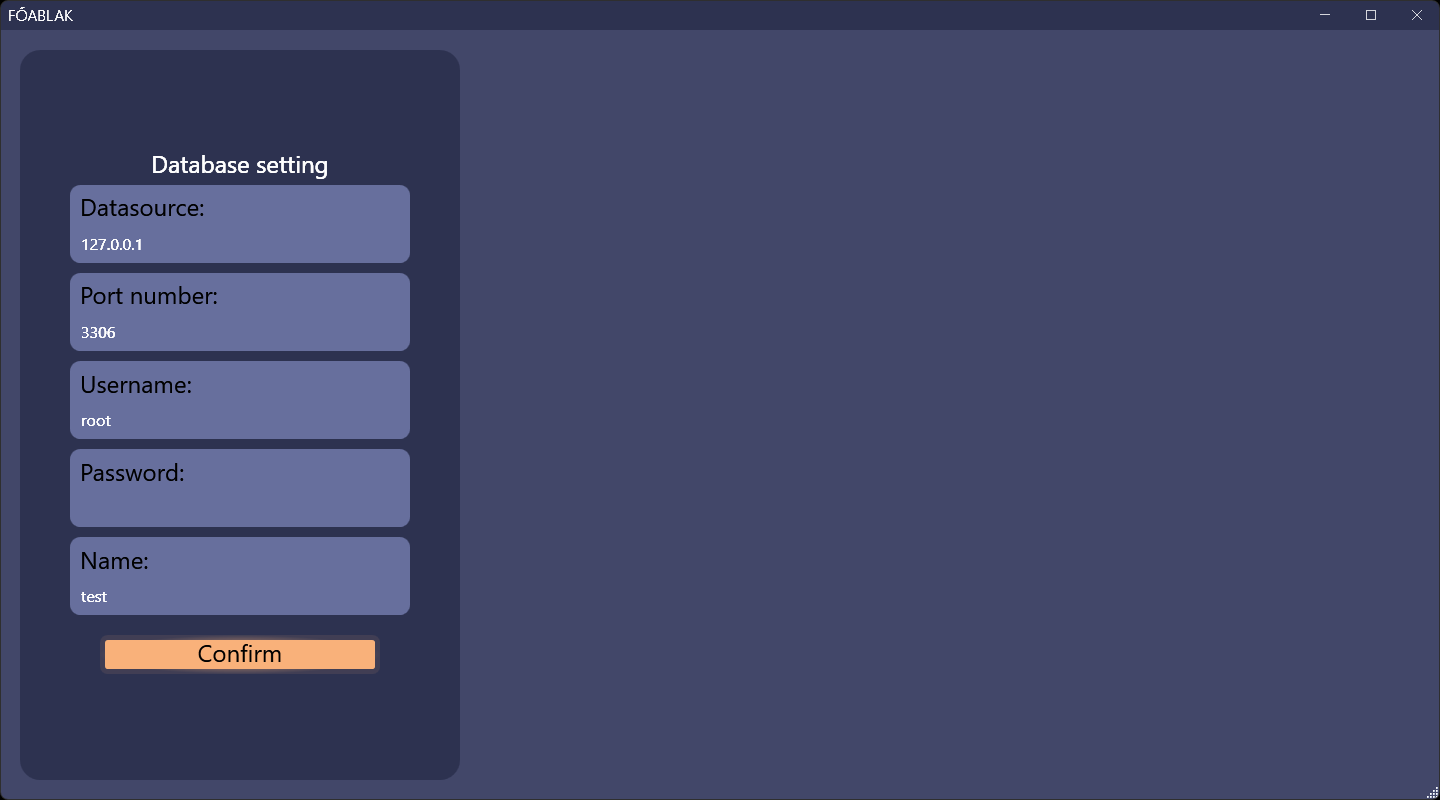 FŐABLAK
Database setting
Datasource:
127.0.0.1
Port number:
3306
Username:
root
Password:
Name:
test
Confirm